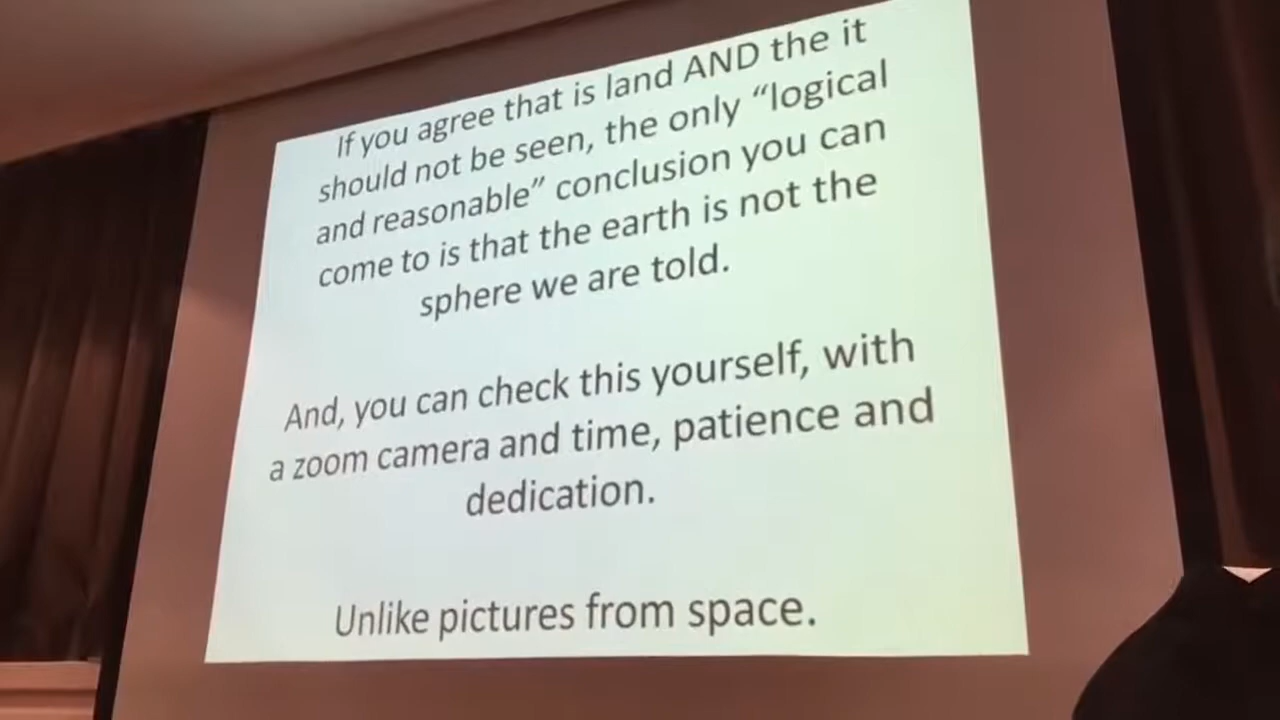 If you agree that is land AND the it
should not be seen, the only “logical
and reasonable” conclusion you can
come to is that the earth is not the
sphere we are told.
And, you can check this yourself, with
a zoom camera and time, patience and
dedication.
Unlike pictures from space.